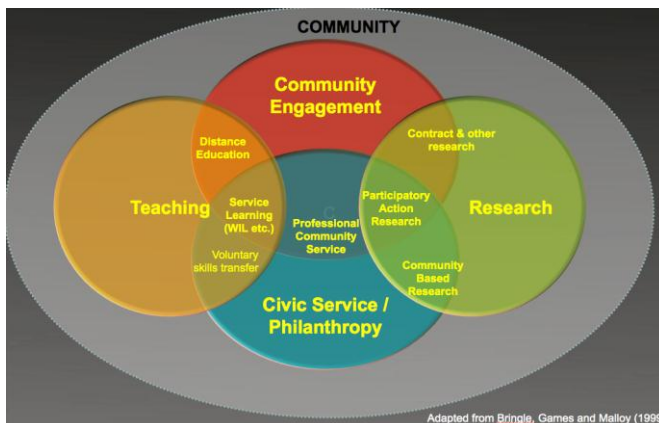 COMMUNITY
Community
Engagement
Distance
Education
Contract & other
research
Teaching
Service
Learning
(WIL etc.)
C
Professional
Community
Service
Participatory
Action
Research
Research
Voluntary
skills transfer
Community
Based
Research
Civic Service /
Philanthropy
Adapted from Bringle, Games and Malloy (1999